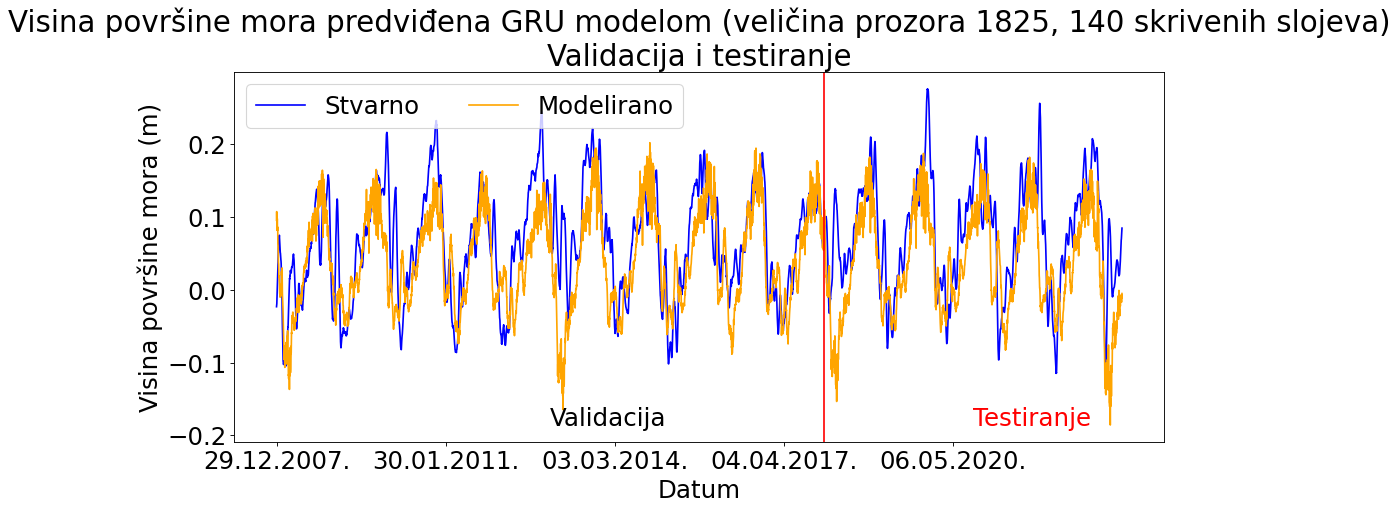 Visina površine mora predviđena GRU modelom (veličina prozora 1825, 140 skrivenih slojeva)
Validacija i testiranje
Stvarno Modelirano
Visina površine mora (m)
0.2
0.1
0.0
−0.1
−0.2
Validacija Testiranje
29.12.2007. 30.01.2011. 03.03.2014. 04.04.2017. 06.05.2020.
Datum